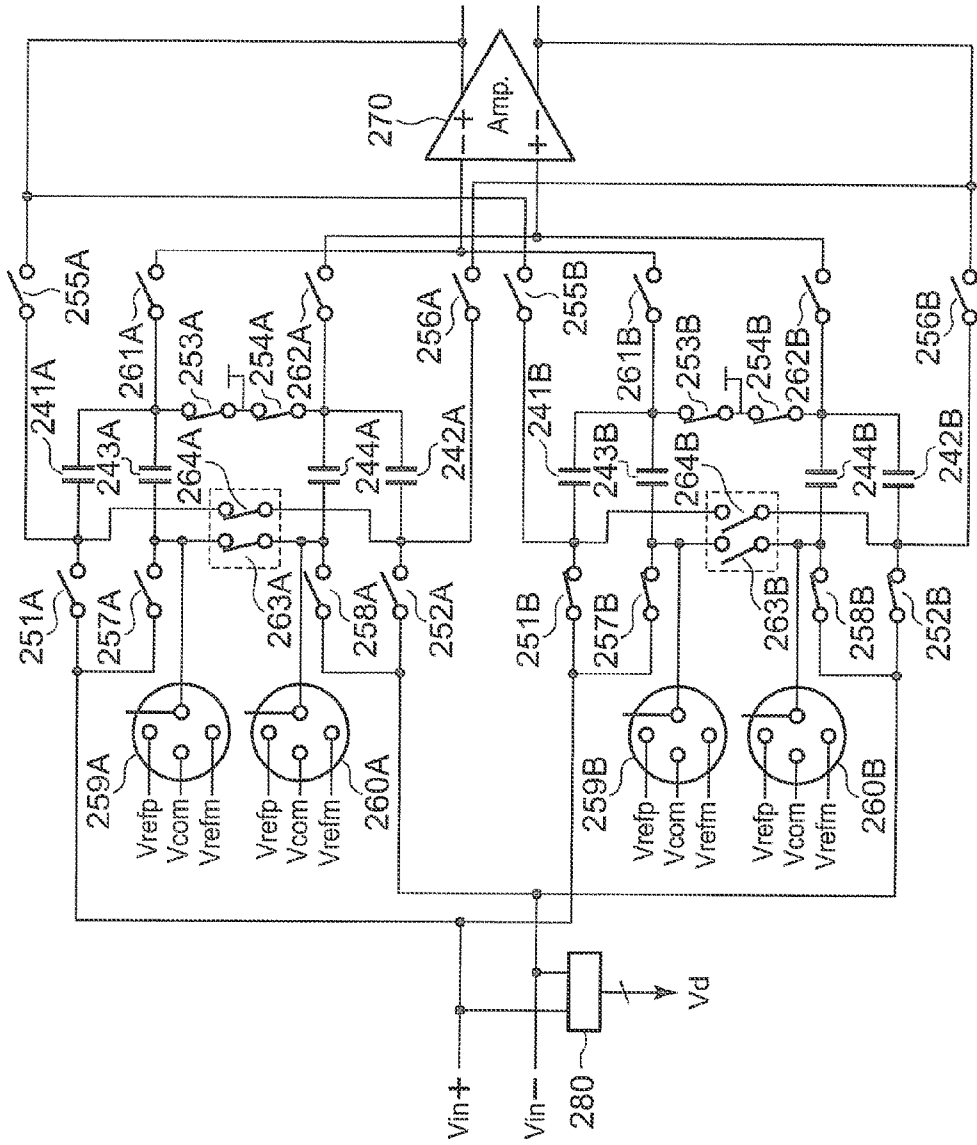 255A
241A
261A
243A
264A
253A
254A
262A
244A
242A
256A
251A
257A
263A
258A
252A
259A
Vrefp
Vcom
Vrefm
Vrefp
Vcom
Vrefm
260A
270
Amp.
+
−
−
+
255B
241B
261B
243B
264B
253B
254B
262B
244B
242B
256B
251B
257B
263B
258B
252B
259B
Vrefp
Vcom
Vrefm
Vrefp
Vcom
Vrefm
260B
Vin+
Vin−
280
Vd